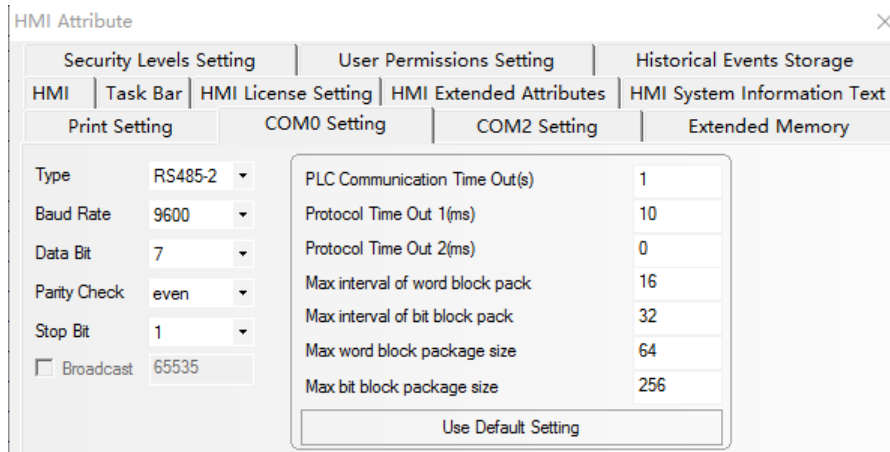 HMI Attribute
Security Levels Setting
User Permissions Setting
Historical Events Storage
HMI
Task Bar
HMI License Setting
HMI Extended Attributes
HMI System Information Text
Print Setting
COM0 Setting
COM2 Setting
Extended Memory
Type RS485-2
Baud Rate 9600
Data Bit 7
Parity Check even
Stop Bit 1
Broadcast 65535
PLC Communication Time Out(s) 1
Protocol Time Out 1(ms) 10
Protocol Time Out 2(ms) 0
Max interval of word block pack 16
Max interval of bit block pack 32
Max word block package size 64
Max bit block package size 256
Use Default Setting